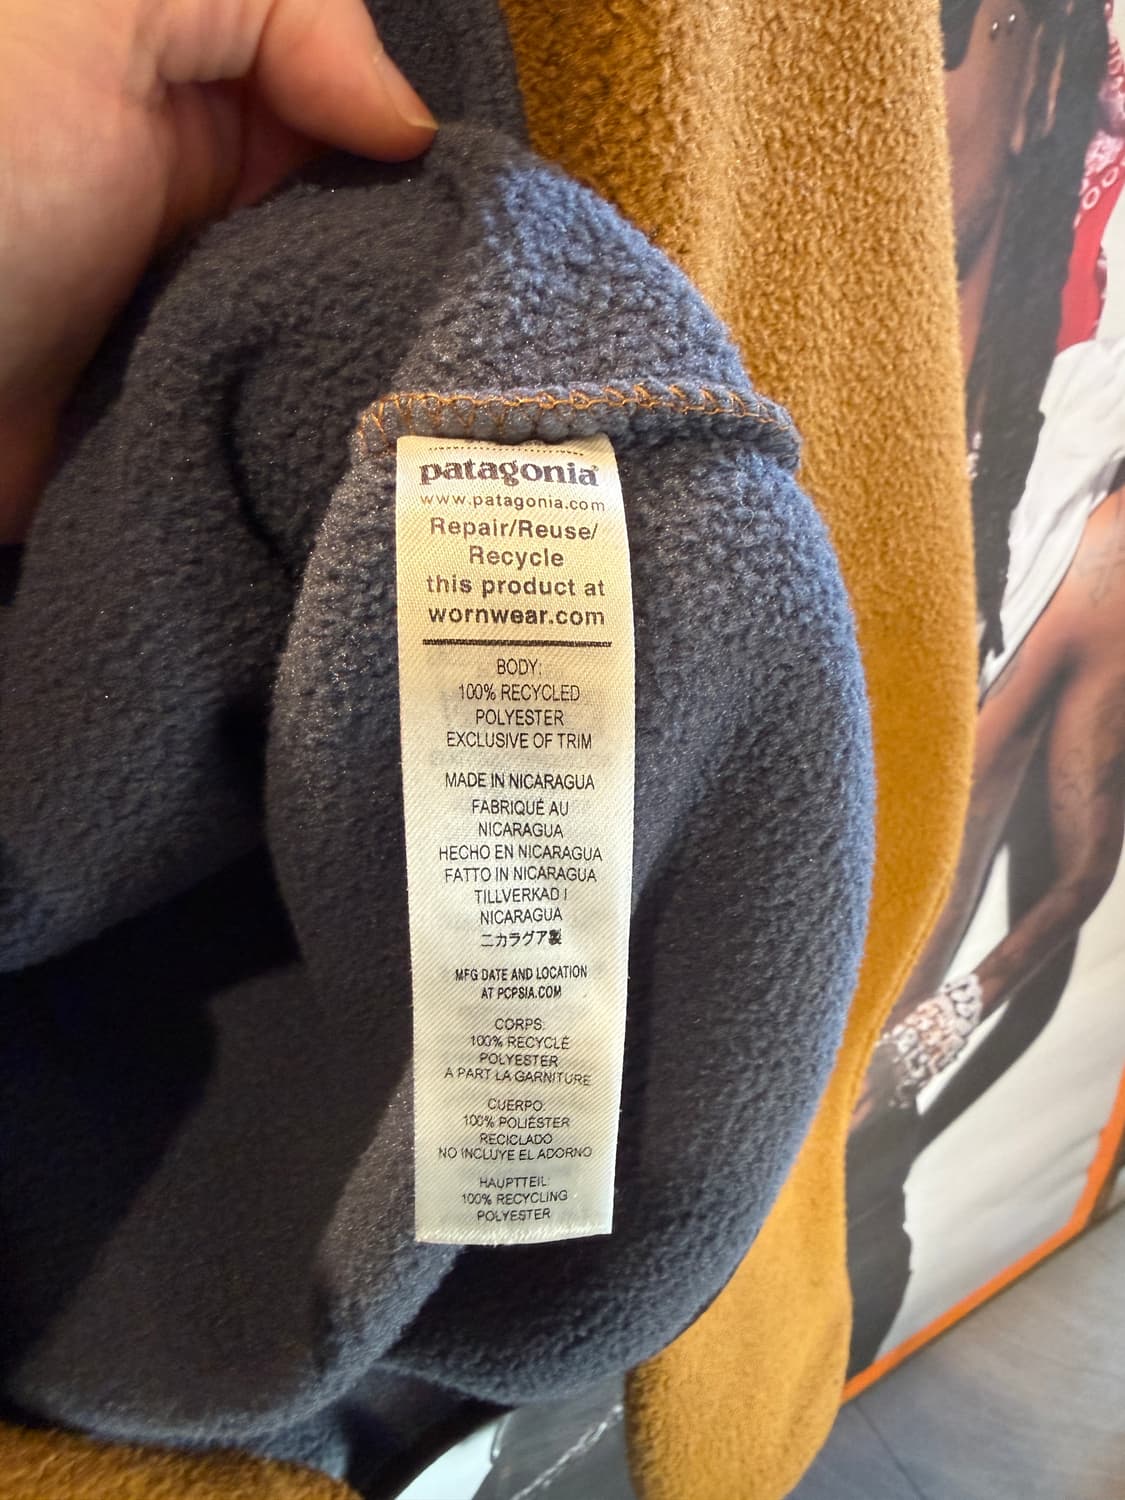 patagonia®
www.patagonia.com
Repair/Reuse/
Recycle
this product at
wornwear.com
BODY:
100% RECYCLED
POLYESTER
EXCLUSIVE OF TRIM
MADE IN NICARAGUA
FABRIQUÉ AU
NICARAGUA
HECHO EN NICARAGUA
FATTO IN NICARAGUA
TILLVERKAD I
NICARAGUA
ニカラグア製
MFG DATE AND LOCATION
AT PCPSIA.COM
CORPS:
100% RECYCLÉ
POLYESTER
A PART LA GARNITURE
CUERPO:
100% POLIÉSTER
RECICLADO
NO INCLUYE EL ADORNO
HAUPTTEIL:
100% RECYCLING
POLYESTER